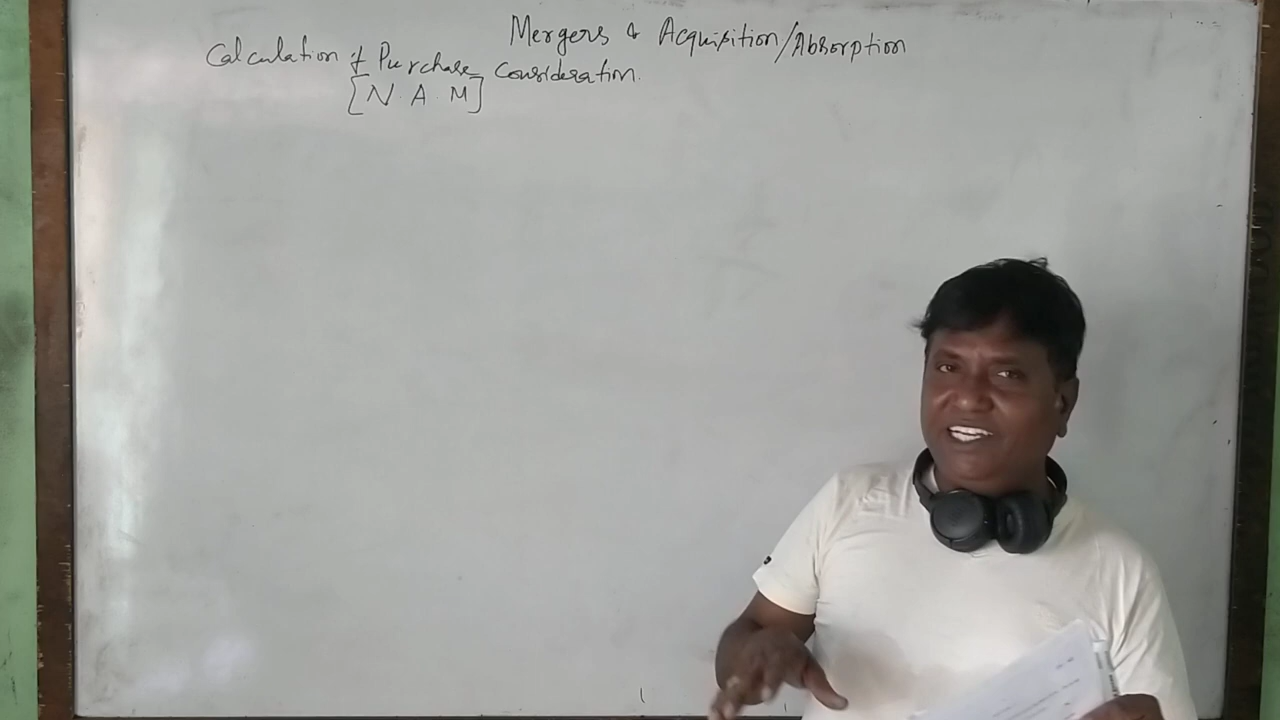 Mergers & Acquisition/Absorption
Calculation of Purchase Consideration.
[N.A.M]